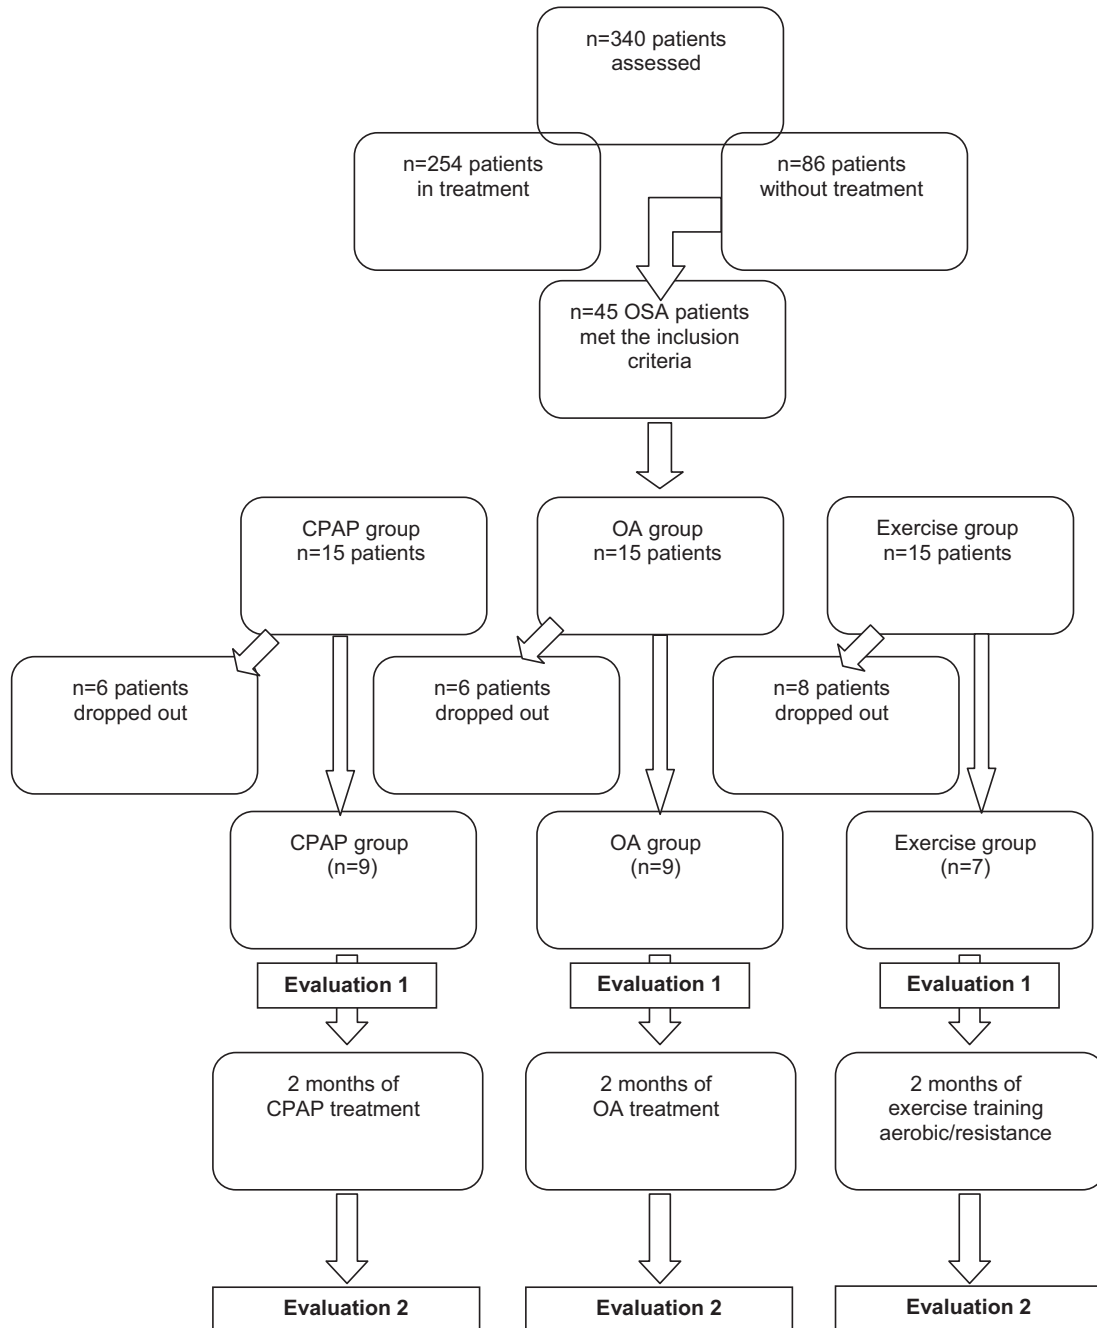 n=340 patients
assessed
n=254 patients
in treatment
n=86 patients
without treatment
n=45 OSA patients
met the inclusion
criteria
CPAP group
n=15 patients
OA group
n=15 patients
Exercise group
n=15 patients
n=6 patients
dropped out
n=6 patients
dropped out
n=8 patients
dropped out
CPAP group
(n=9)
OA group
(n=9)
Exercise group
(n=7)
Evaluation 1
Evaluation 1
Evaluation 1
2 months of
CPAP treatment
2 months of
OA treatment
2 months of
exercise training
aerobic/resistance
Evaluation 2
Evaluation 2
Evaluation 2